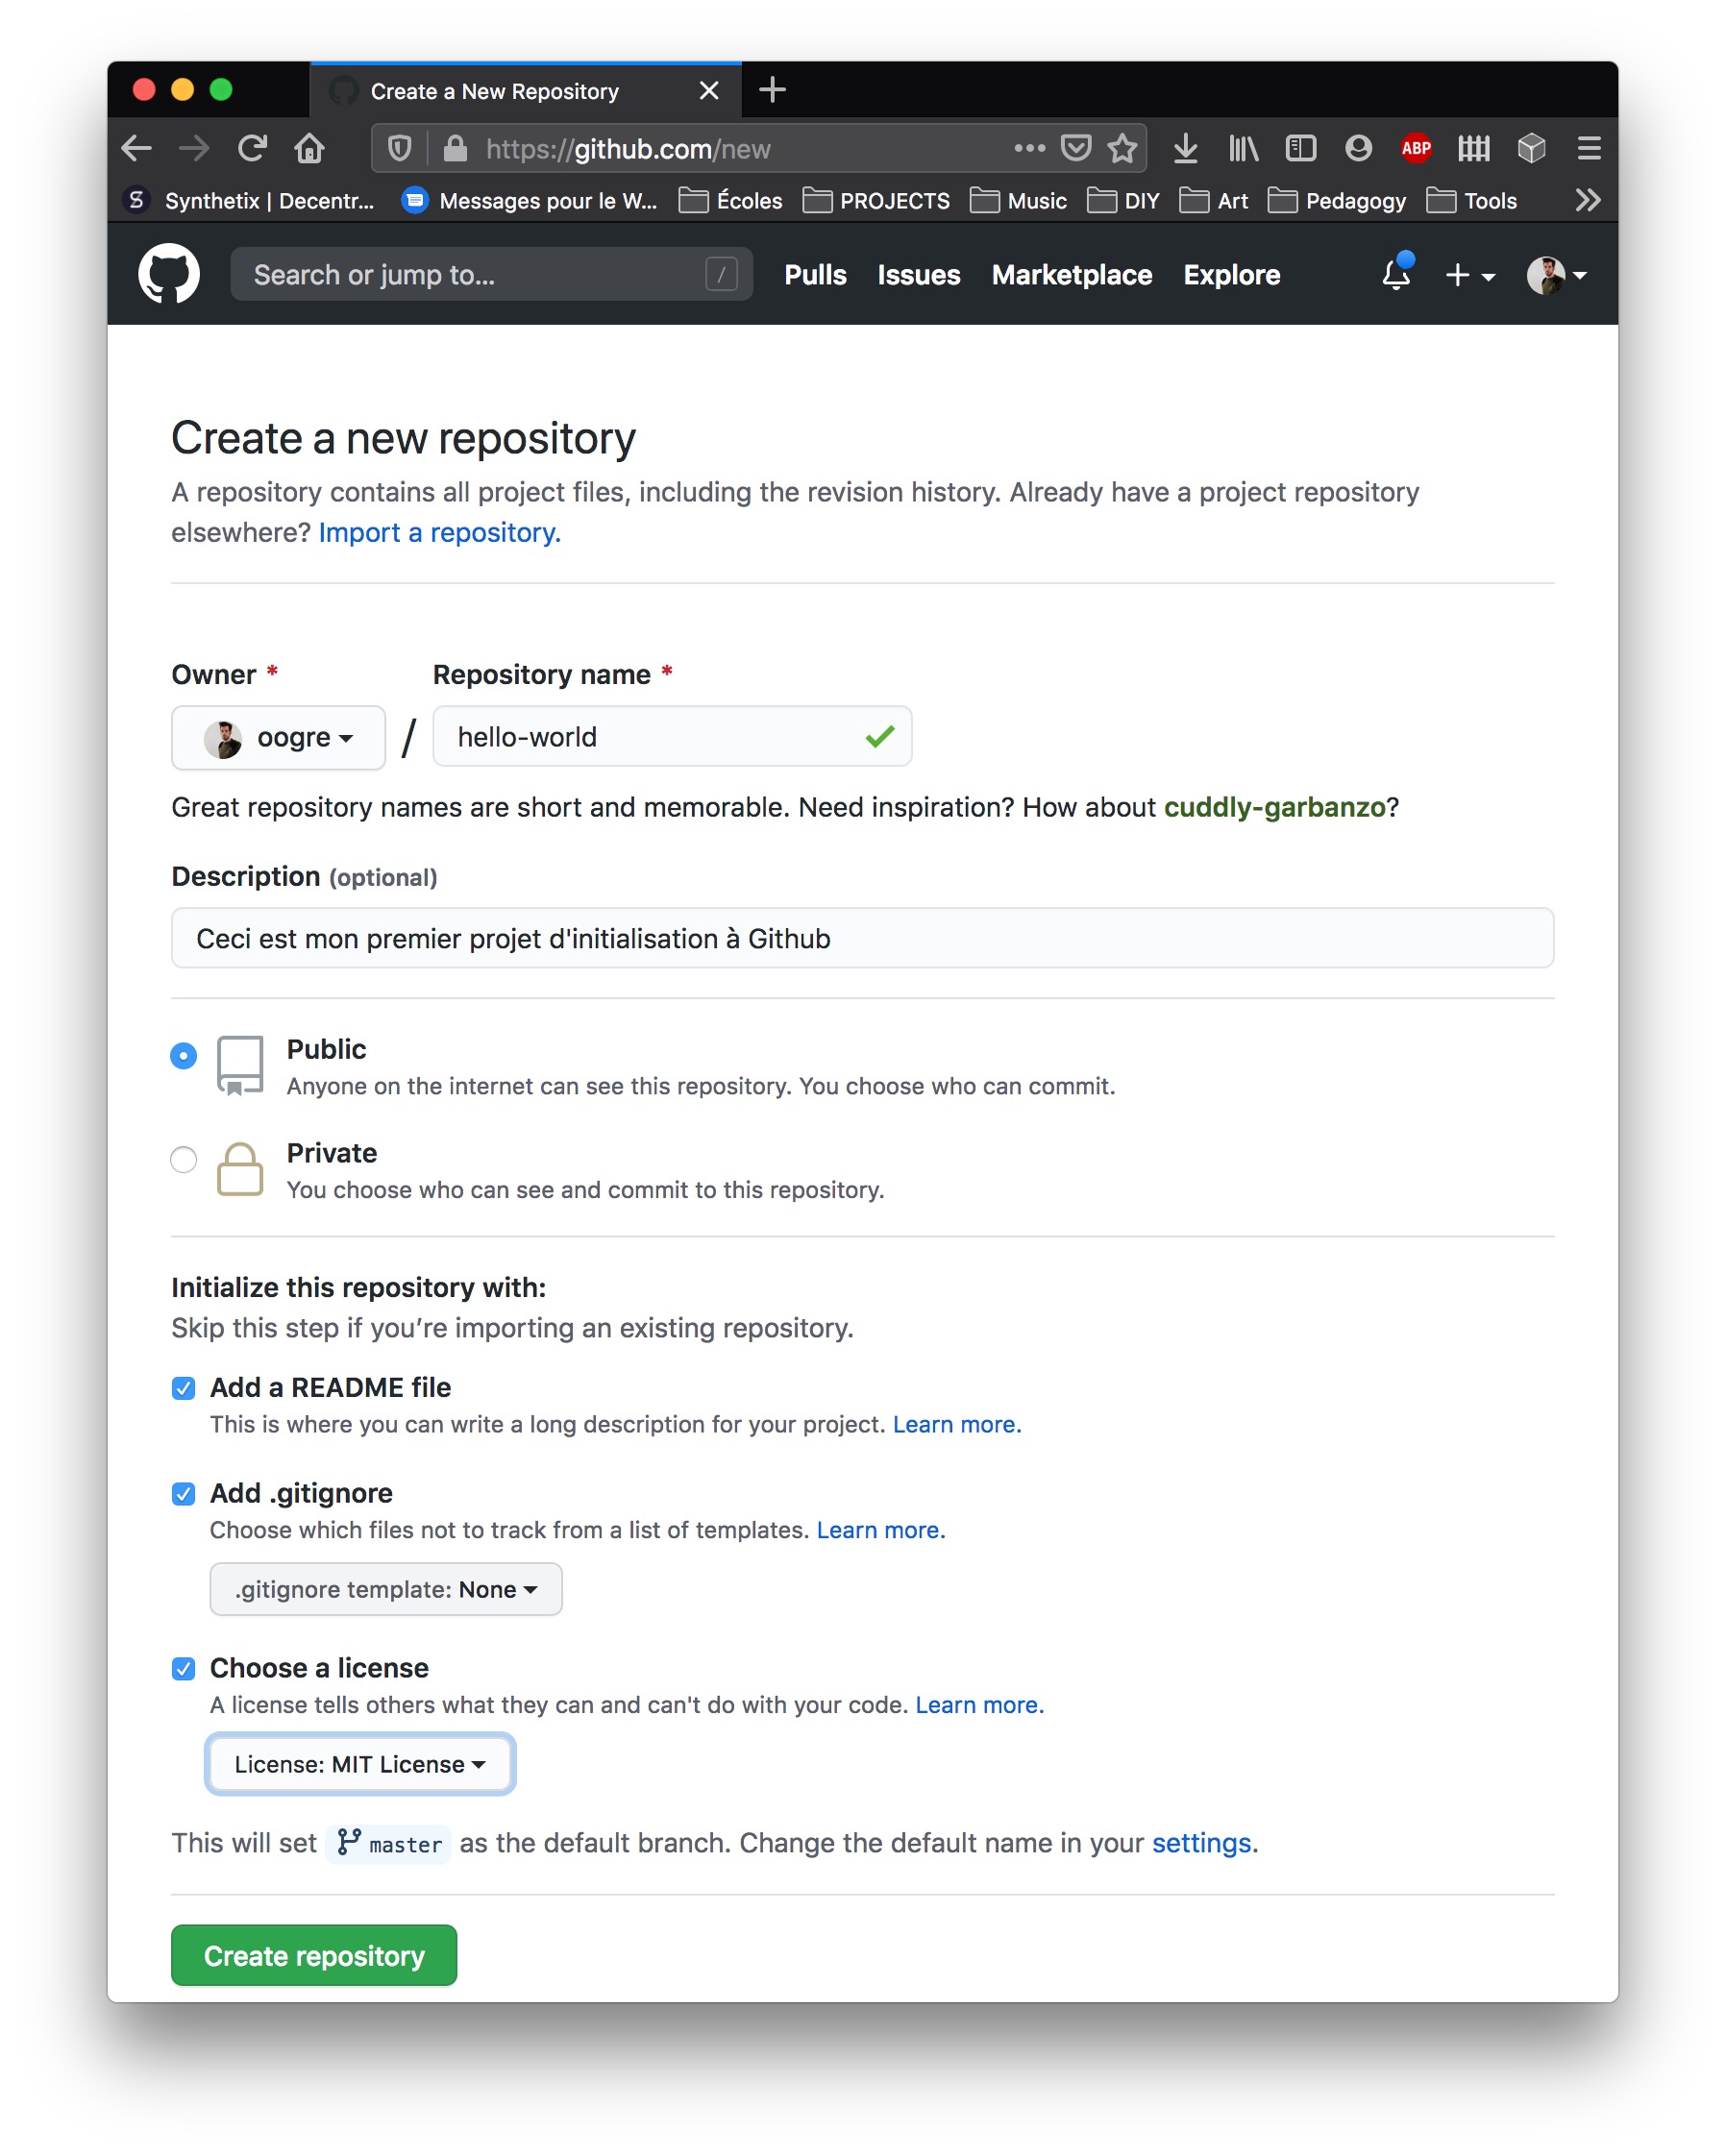 Create a New Repository
https://github.com/new
ABP
S Synthetix | Decentr... Messages pour le W... Écoles PROJECTS Music DIY Art Pedagogy Tools
Search or jump to... / Pulls Issues Marketplace Explore
Create a new repository
A repository contains all project files, including the revision history. Already have a project repository
elsewhere? Import a repository.
Owner * Repository name *
oogre / hello-world
Great repository names are short and memorable. Need inspiration? How about cuddly-garbanzo?
Description (optional)
Ceci est mon premier projet d'initialisation à Github
Public
Anyone on the internet can see this repository. You choose who can commit.
Private
You choose who can see and commit to this repository.
Initialize this repository with:
Skip this step if you’re importing an existing repository.
Add a README file
This is where you can write a long description for your project. Learn more.
Add .gitignore
Choose which files not to track from a list of templates. Learn more.
.gitignore template: None
Choose a license
A license tells others what they can and can't do with your code. Learn more.
License: MIT License
This will set master as the default branch. Change the default name in your settings.
Create repository